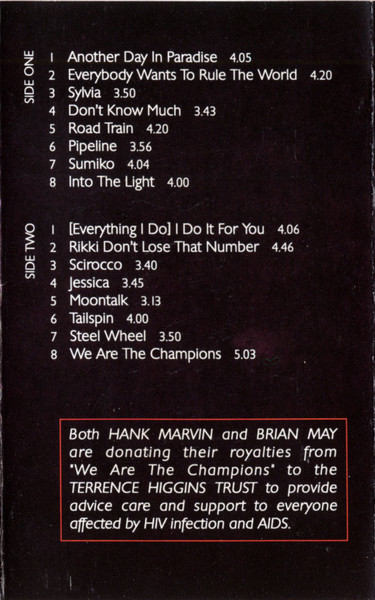 SIDE ONE
1 Another Day In Paradise 4.05
2 Everybody Wants To Rule The World 4.20
3 Sylvia 3.50
4 Don't Know Much 3.43
5 Road Train 4.20
6 Pipeline 3.56
7 Sumiko 4.04
8 Into The Light 4.00
SIDE TWO
1 [Everything I Do] I Do It For You 4.06
2 Rikki Don't Lose That Number 4.46
3 Scirocco 3.40
4 Jessica 3.45
5 Moontalk 3.13
6 Tailspin 4.00
7 Steel Wheel 3.50
8 We Are The Champions 5.03
Both HANK MARVIN and BRIAN MAY
are donating their royalties from
"We Are The Champions" to the
TERRENCE HIGGINS TRUST to provide
advice care and support to everyone
affected by HIV infection and AIDS.